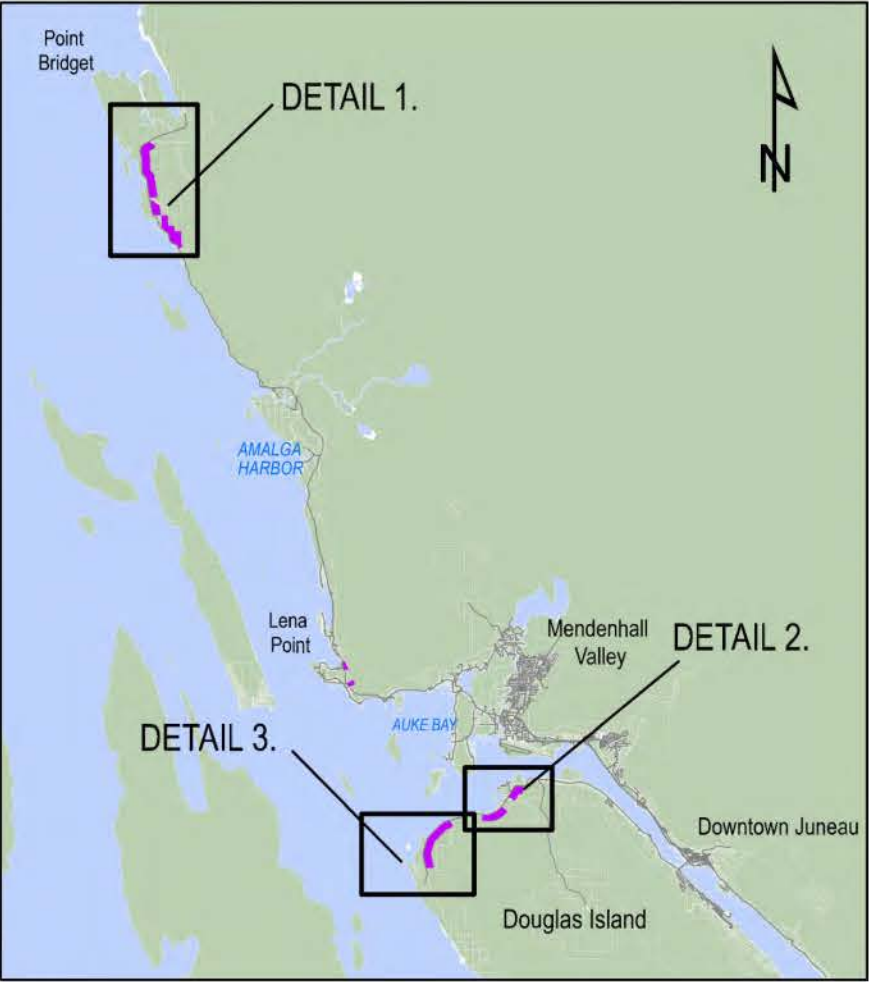 Point
Bridget
DETAIL 1.
N
AMALGA
HARBOR
Lena
Point
Mendenhall
Valley
DETAIL 2.
AUKE BAY
DETAIL 3.
Downtown Juneau
Douglas Island